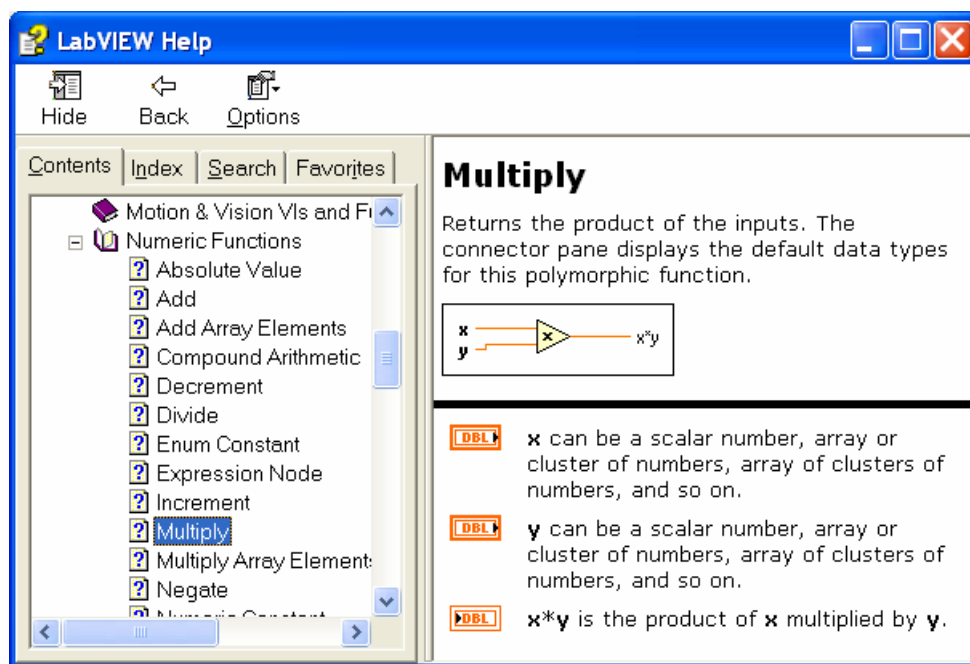 LabVIEW Help
Hide Back Options
Contents Index Search Favorites
Motion & Vision VIs and Fu
Numeric Functions
Absolute Value
Add
Add Array Elements
Compound Arithmetic
Decrement
Divide
Enum Constant
Expression Node
Increment
Multiply
Multiply Array Element
Negate
Numeric Constant
Multiply
Returns the product of the inputs. The
connector pane displays the default data types
for this polymorphic function.
x
y
x
x*y
DBL x can be a scalar number, array or
cluster of numbers, array of clusters of
numbers, and so on.
DBL y can be a scalar number, array or
cluster of numbers, array of clusters of
numbers, and so on.
DBL x*y is the product of x multiplied by y.